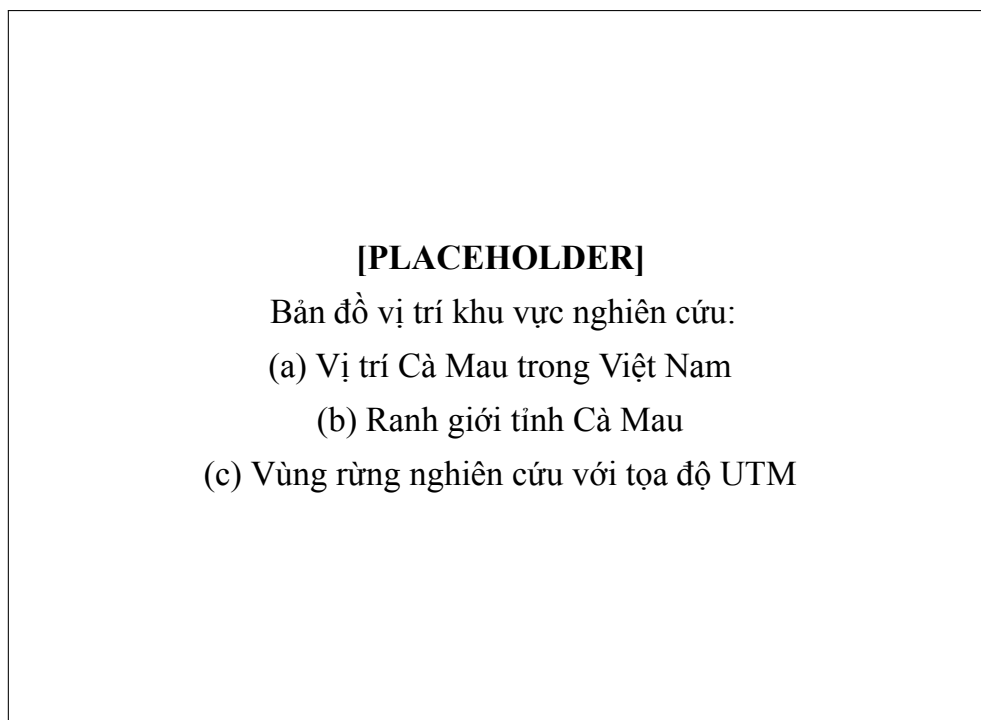 [PLACEHOLDER]
Bản đồ vị trí khu vực nghiên cứu:
(a) Vị trí Cà Mau trong Việt Nam
(b) Ranh giới tỉnh Cà Mau
(c) Vùng rừng nghiên cứu với tọa độ UTM